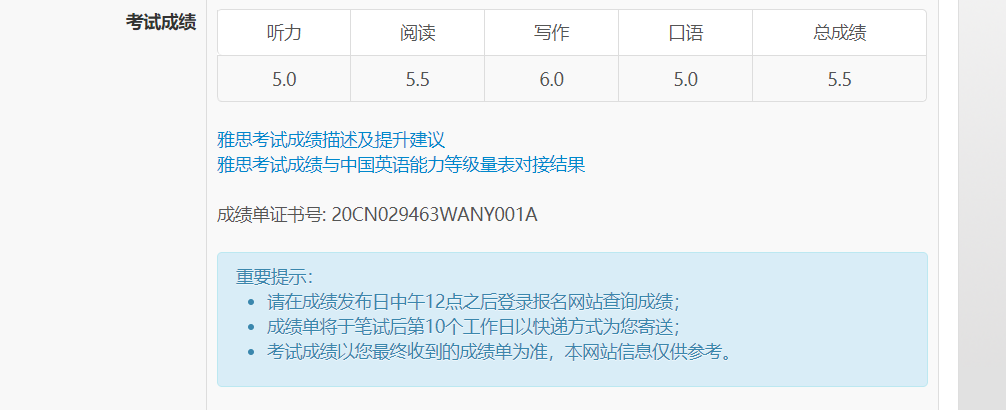 考试成绩
听力 阅读 写作 口语 总成绩
5.0 5.5 6.0 5.0 5.5
雅思考试成绩描述及提升建议
雅思考试成绩与中国英语能力等级量表对接结果
成绩单证书号: 20CN029463WANY001A
重要提示：
• 请在成绩发布日中午12点之后登录报名网站查询成绩；
• 成绩单将于笔试后第10个工作日以快递方式为您寄送；
• 考试成绩以您最终收到的成绩单为准，本网站信息仅供参考。